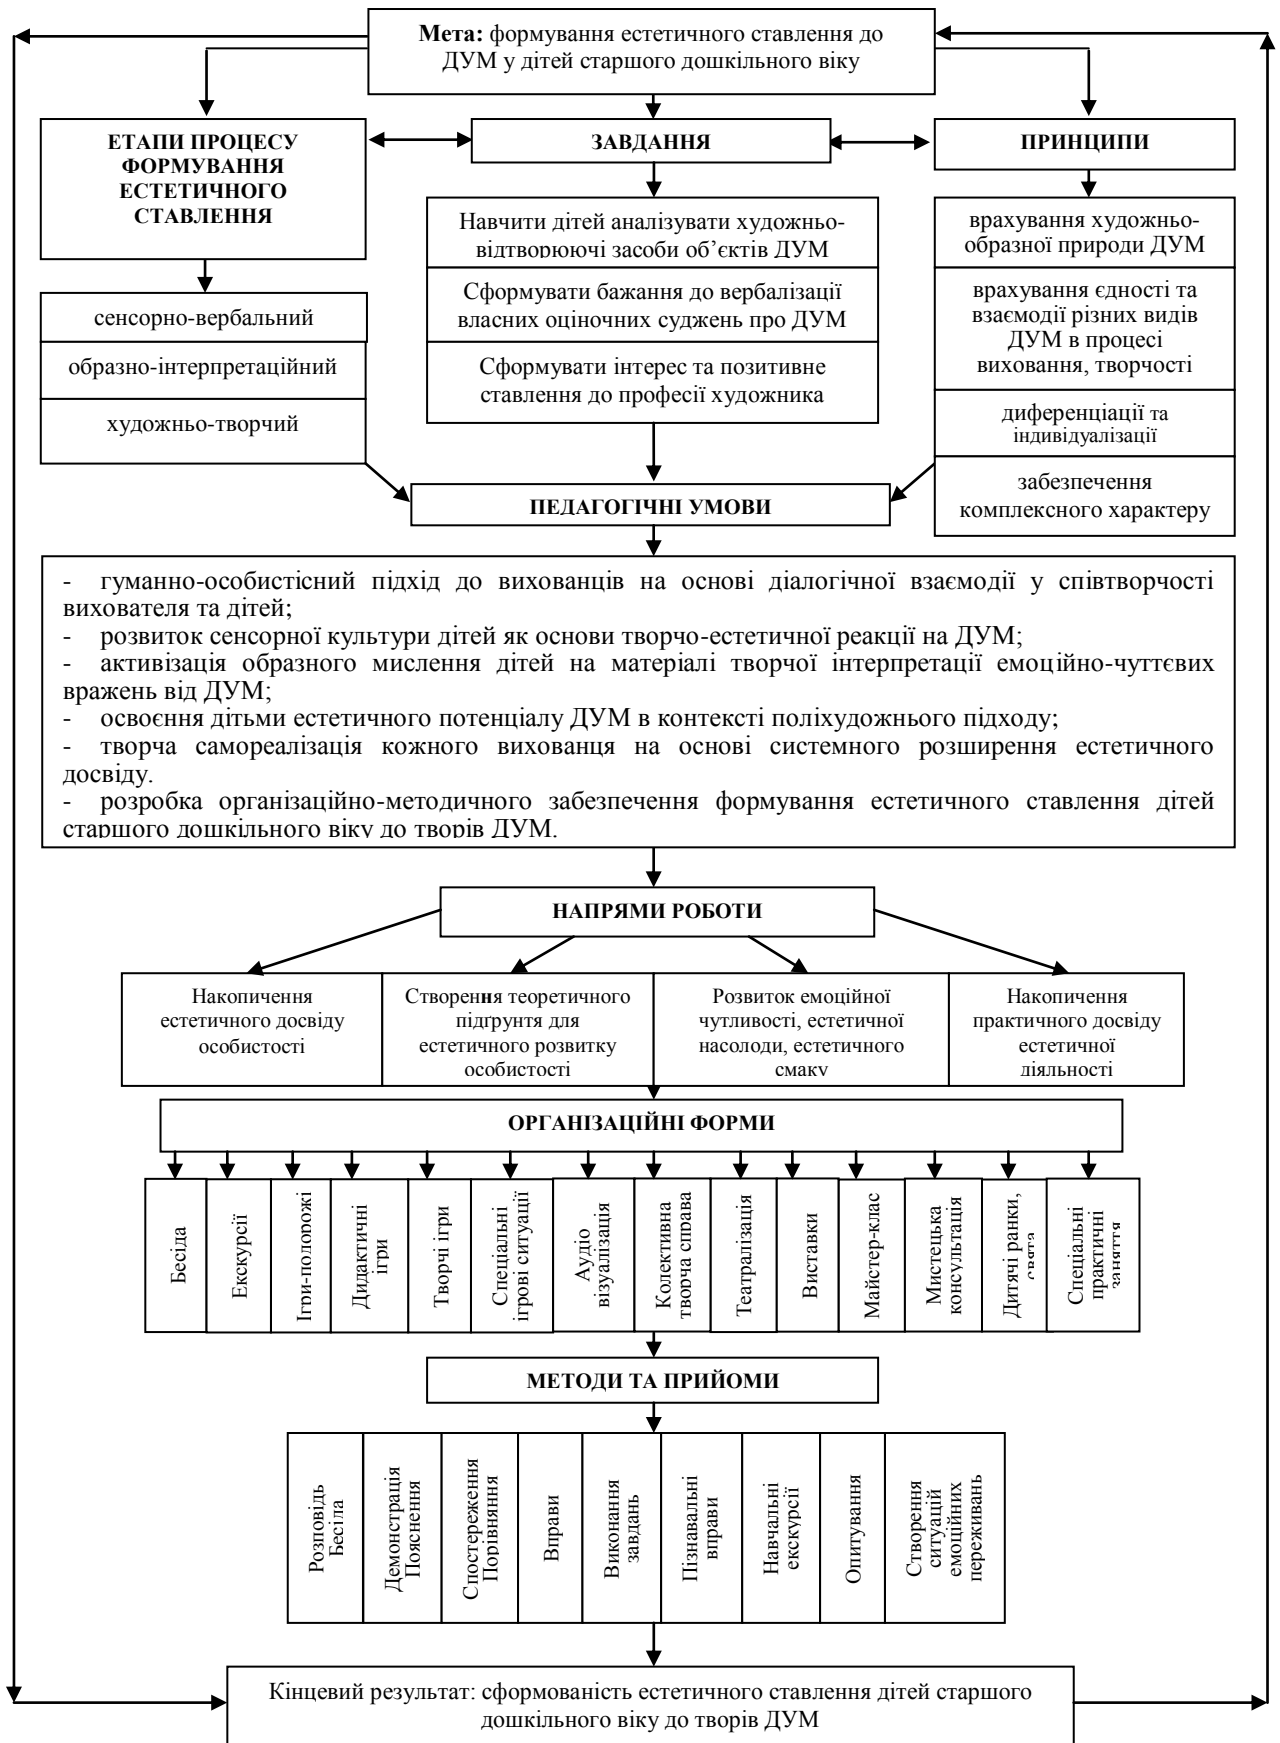 Мета: формування естетичного ставлення до
ДУМ у дітей старшого дошкільного віку
ЕТАПИ ПРОЦЕСУ
ФОРМУВАННЯ
ЕСТЕТИЧНОГО
СТАВЛЕННЯ
ЗАВДАННЯ
ПРИНЦИПИ
сенсорно-вербальний
образно-інтерпретаційний
художньо-творчий
Навчити дітей аналізувати художньо-
відтворюючі засоби об’єктів ДУМ
Сформувати бажання до вербалізації
власних оціночних суджень про ДУМ
Сформувати інтерес та позитивне
ставлення до професії художника
врахування художньо-
образної природи ДУМ
врахування єдності та
взаємодії різних видів
ДУМ в процесі
виховання, творчості
диференціації та
індивідуалізації
забезпечення
комплексного характеру
ПЕДАГОГІЧНІ УМОВИ
- гуманно-особистісний підхід до вихованців на основі діалогічної взаємодії у співтворчості
вихователя та дітей;
- розвиток сенсорної культури дітей як основи творчо-естетичної реакції на ДУМ;
- активізація образного мислення дітей на матеріалі творчої інтерпретації емоційно-чуттєвих
вражень від ДУМ;
- освоєння дітьми естетичного потенціалу ДУМ в контексті поліхудожнього підходу;
- творча самореалізація кожного вихованця на основі системного розширення естетичного
досвіду.
- розробка організаційно-методичного забезпечення формування естетичного ставлення дітей
старшого дошкільного віку до творів ДУМ.
НАПРЯМИ РОБОТИ
Накопичення
естетичного досвіду
особистості
Створення теоретичного
підґрунтя для
естетичного розвитку
особистості
Розвиток емоційної
чутливості, естетичної
насолоди, естетичного
смаку
Накопичення
практичного досвіду
естетичної
діяльності
ОРГАНІЗАЦІЙНІ ФОРМИ
Бесіда
Екскурсії
Ігри-подорожі
Дидактичні
ігри
Творчі ігри
Спеціальні
ігрові ситуації
Аудіо
візуалізація
Колективна
творча справа
Театралізація
Виставки
Майстер-клас
Мистецька
консультація
Дитячі ранки,
свята
Спеціальні
практичні
заняття
МЕТОДИ ТА ПРИЙОМИ
Розповідь
Бесіда
Демонстрація
Пояснення
Спостереження
Порівняння
Вправи
Виконання
завдань
Пізнавальні
вправи
Навчальні
екскурсії
Опитування
Створення
ситуацій
емоційних
переживань
Кінцевий результат: сформованість естетичного ставлення дітей старшого
дошкільного віку до творів ДУМ